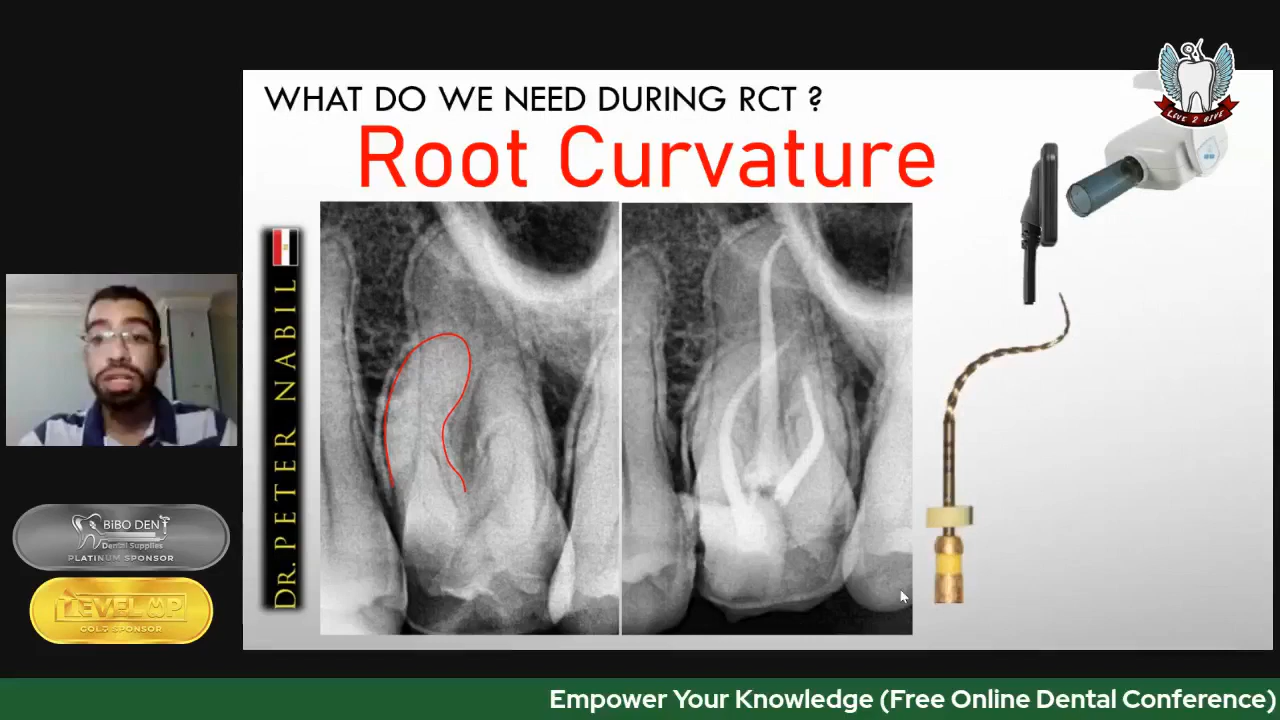 WHAT DO WE NEED DURING RCT ?
Root Curvature
LOVE 2 GIVE
DR. PETER NABIL
BiBO DENT
Dental Supplies
PLATINUM SPONSOR
LEVEL UP
GOLD SPONSOR
Empower Your Knowledge (Free Online Dental Conference)